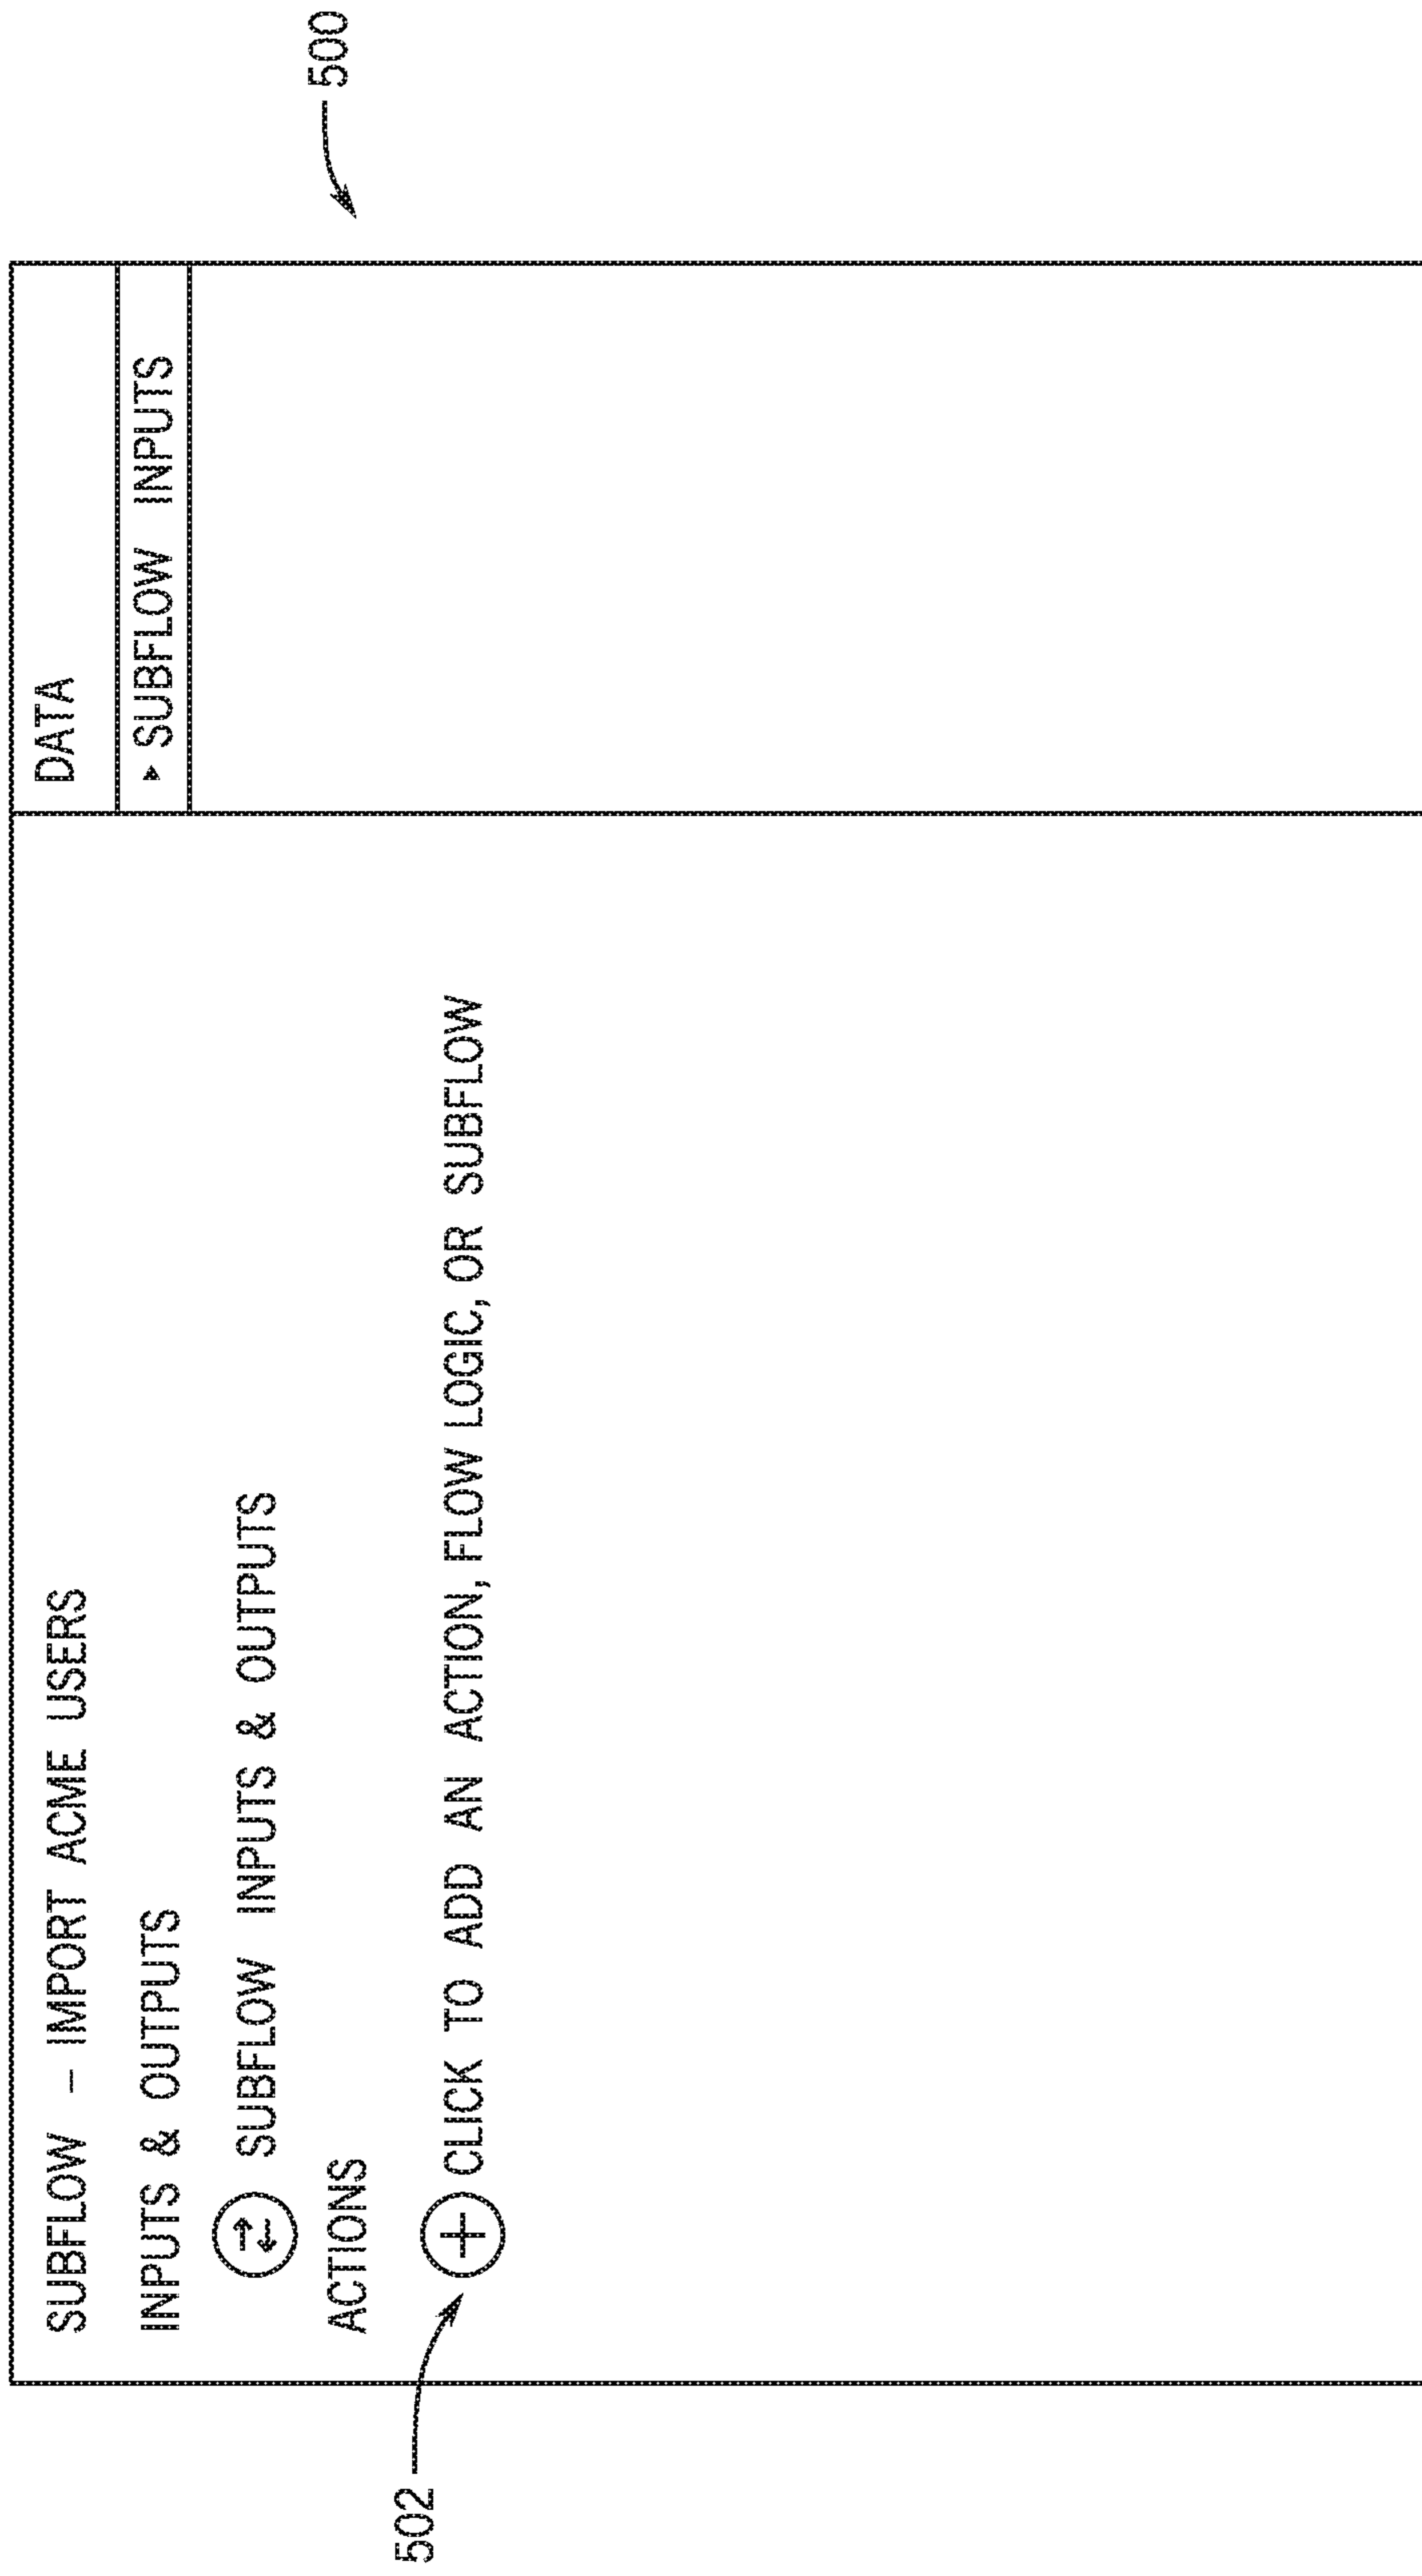 500
SUBFLOW – IMPORT ACME USERS
DATA
INPUTS & OUTPUTS
▸ SUBFLOW INPUTS
SUBFLOW INPUTS & OUTPUTS
ACTIONS
502
CLICK TO ADD AN ACTION, FLOW LOGIC, OR SUBFLOW